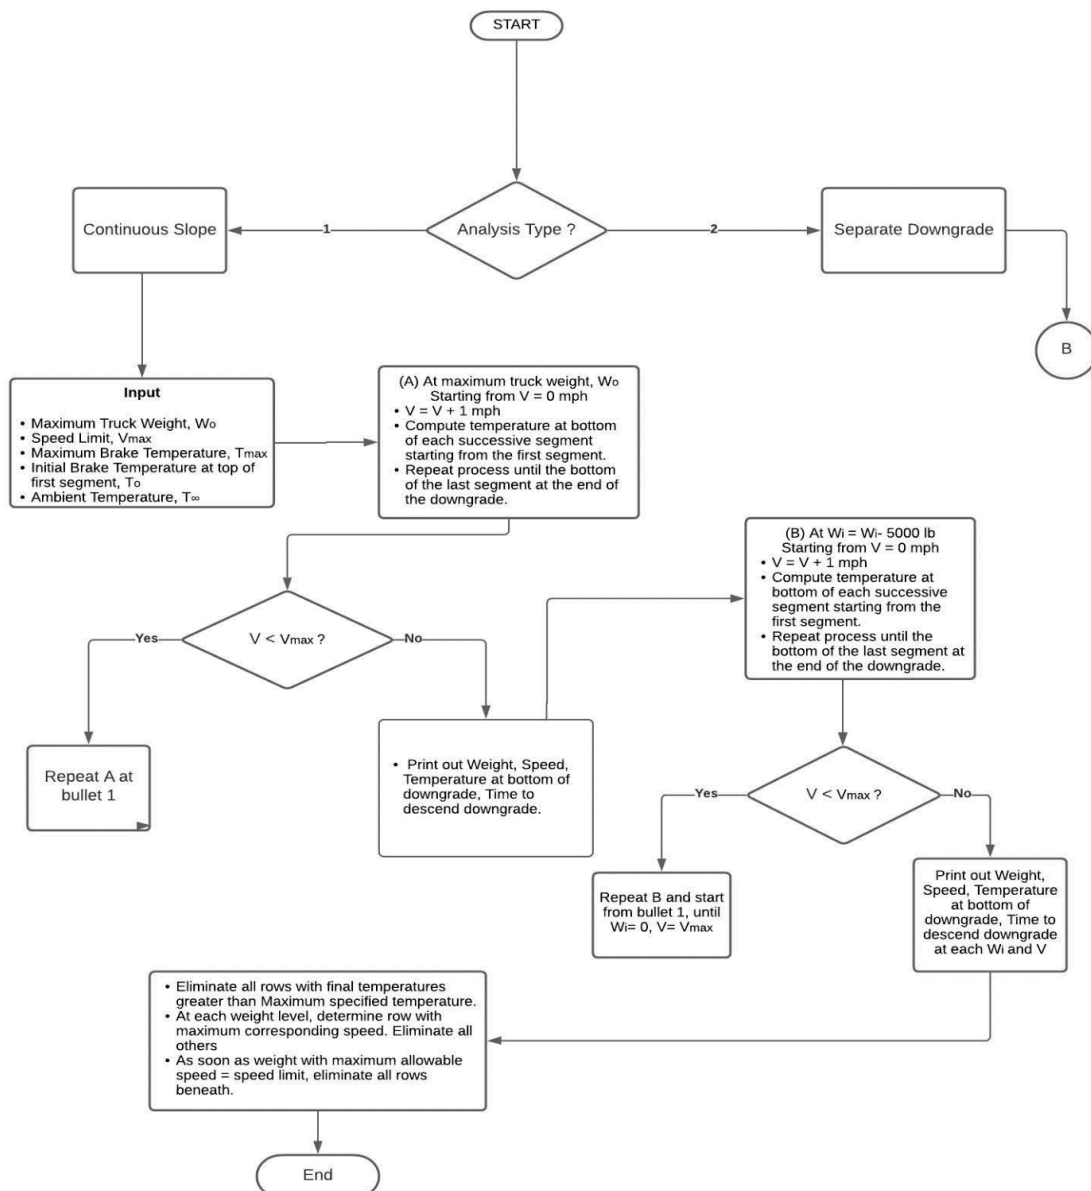 START
Continuous Slope
1
Analysis Type ?
2
Separate Downgrade
B
Input
• Maximum Truck Weight, Wo
• Speed Limit, Vmax
• Maximum Brake Temperature, Tmax
• Initial Brake Temperature at top of
first segment, To
• Ambient Temperature, T∞
(A) At maximum truck weight, Wo
Starting from V = 0 mph
• V = V + 1 mph
• Compute temperature at bottom
of each successive segment
starting from the first segment.
• Repeat process until the bottom
of the last segment at the end of
the downgrade.
Yes
V < Vmax ?
No
Repeat A at
bullet 1
• Print out Weight, Speed,
Temperature at bottom of
downgrade, Time to
descend downgrade.
(B) At Wi = Wi- 5000 lb
Starting from V = 0 mph
• V = V + 1 mph
• Compute temperature at
bottom of each successive
segment starting from the
first segment.
• Repeat process until the
bottom of the last segment at
the end of the downgrade.
Yes
V < Vmax ?
No
Repeat B and start
from bullet 1, until
Wi= 0, V= Vmax
Print out Weight,
Speed, Temperature
at bottom of
downgrade, Time to
descend downgrade
at each Wi and V
• Eliminate all rows with final temperatures
greater than Maximum specified temperature.
• At each weight level, determine row with
maximum corresponding speed. Eliminate all
others
• As soon as weight with maximum allowable
speed = speed limit, eliminate all rows
beneath.
End